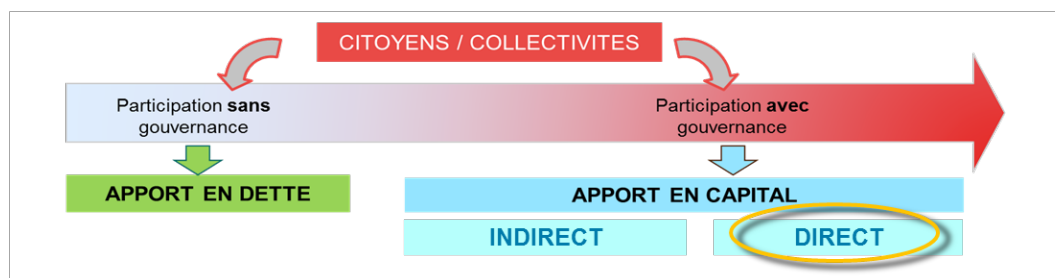 CITOYENS / COLLECTIVITES
Participation sans
gouvernance
Participation avec
gouvernance
APPORT EN DETTE
APPORT EN CAPITAL
INDIRECT
DIRECT